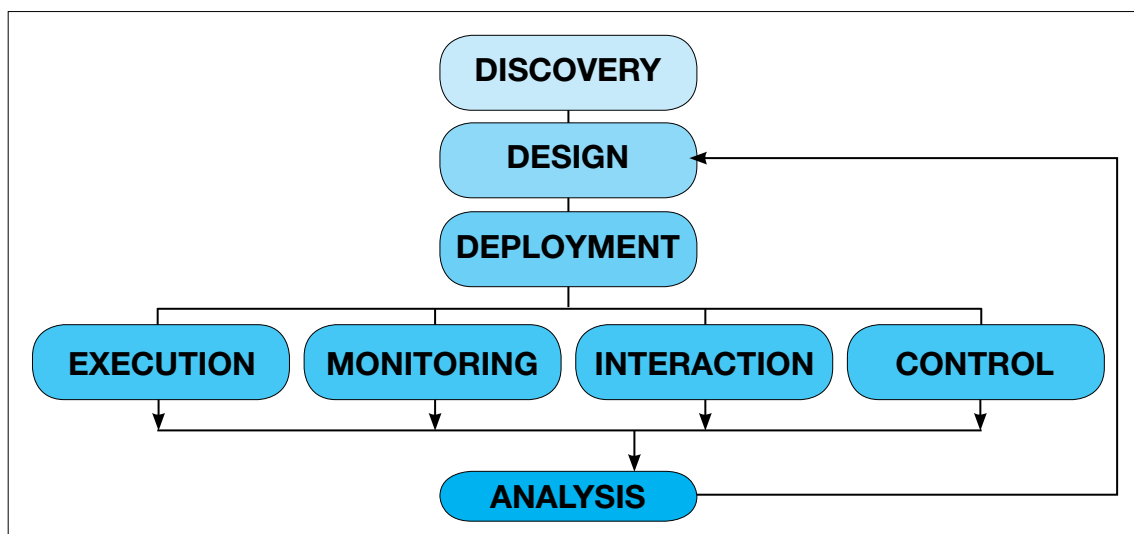 DISCOVERY
DESIGN
DEPLOYMENT
EXECUTION
MONITORING
INTERACTION
CONTROL
ANALYSIS